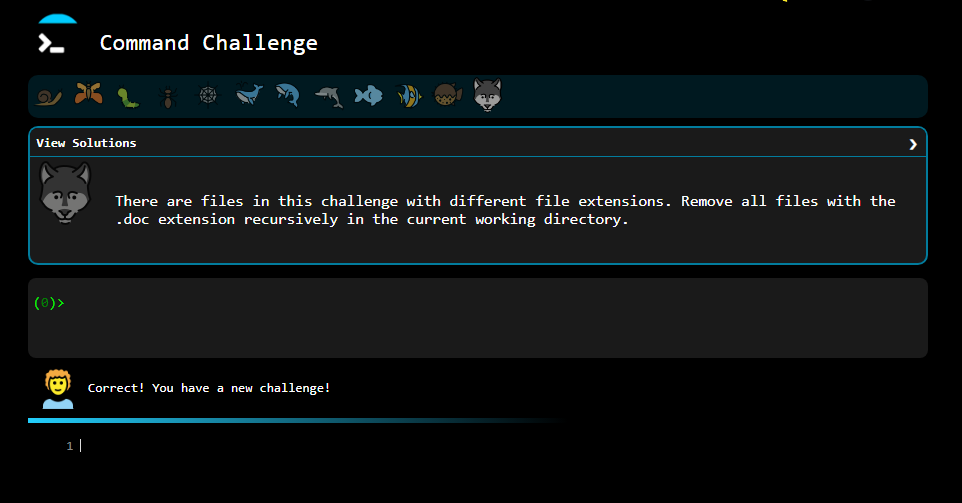 Command Challenge
View Solutions
There are files in this challenge with different file extensions. Remove all files with the
.doc extension recursively in the current working directory.
(0)>
Correct! You have a new challenge!
1